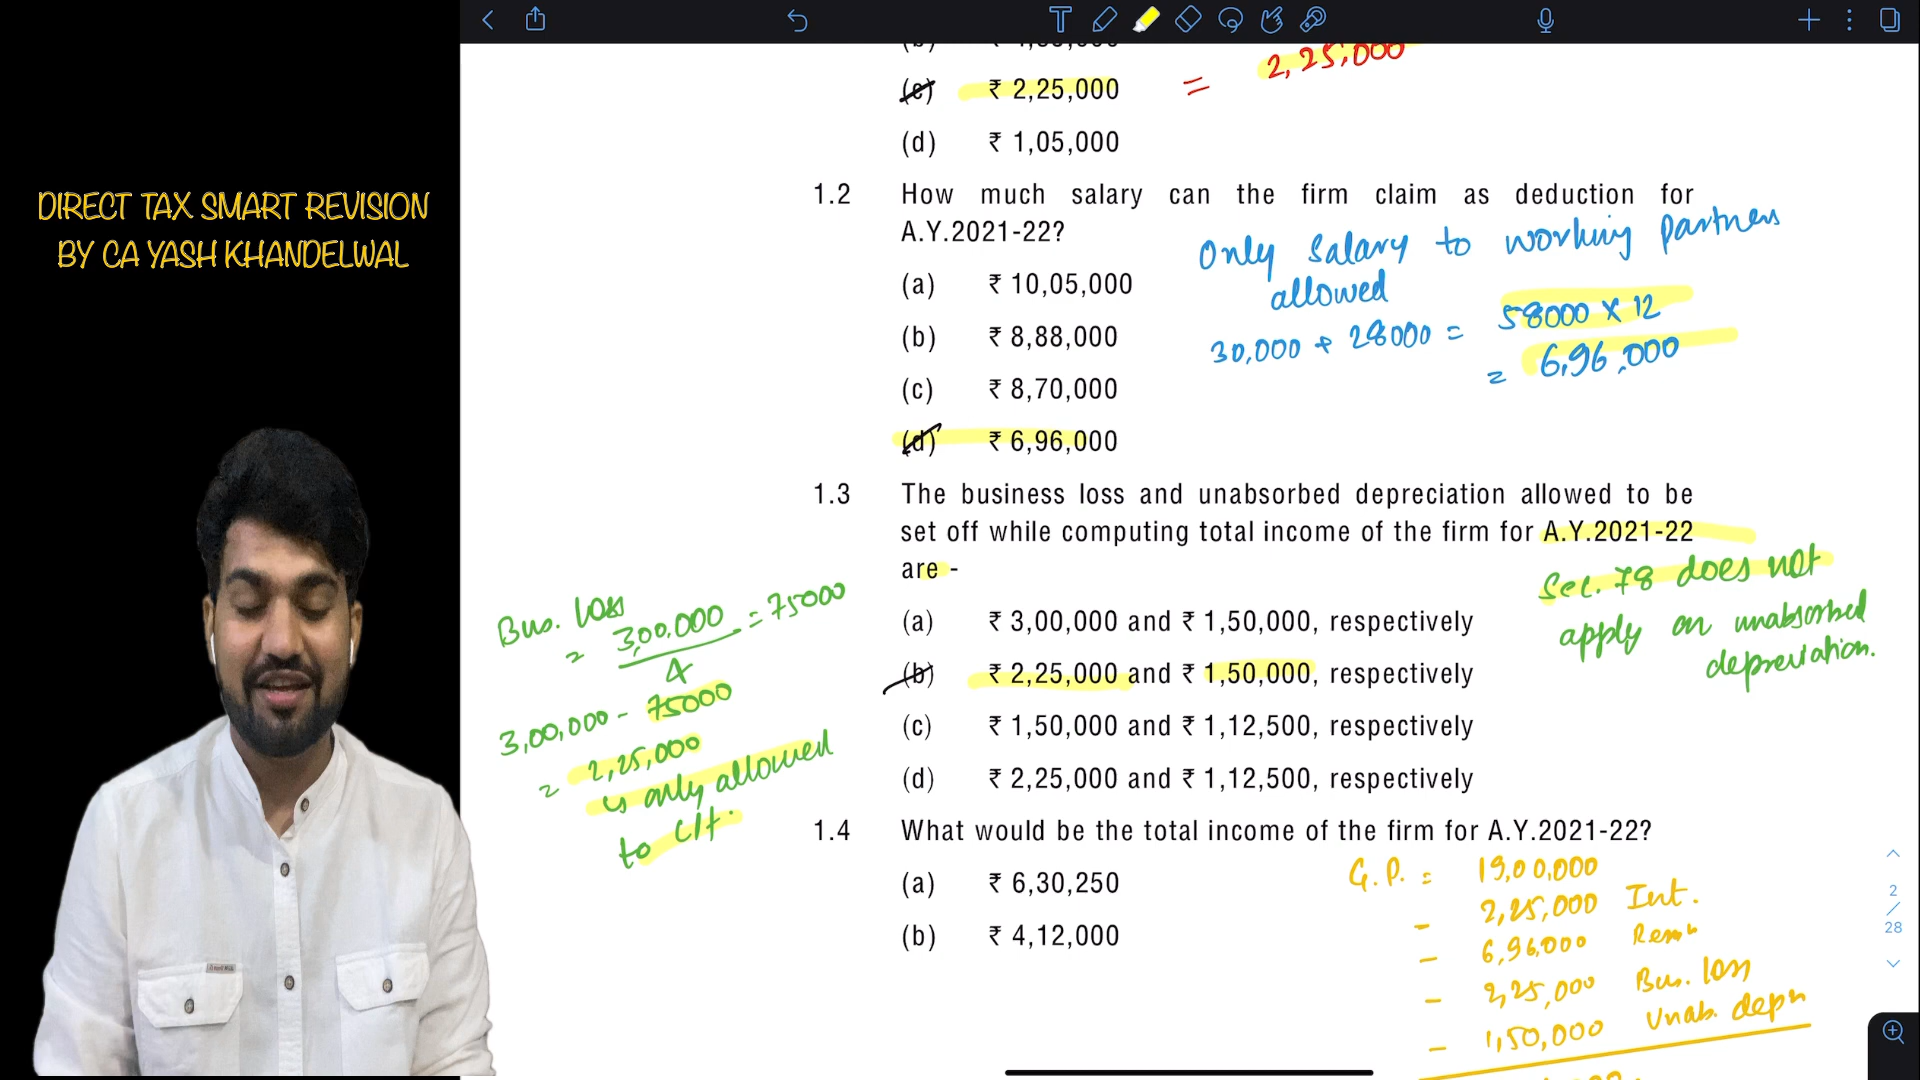 DIRECT TAX SMART REVISION
BY CA YASH KHANDELWAL
2,25,000
(c) ₹ 2,25,000 =
(d) ₹ 1,05,000
1.2 How much salary can the firm claim as deduction for
A.Y.2021-22?
Only Salary to working partners
allowed
(a) ₹ 10,05,000
30,000 + 28000 = 58000 × 12
= 6,96,000
(b) ₹ 8,88,000
(c) ₹ 8,70,000
(d) ₹ 6,96,000
1.3 The business loss and unabsorbed depreciation allowed to be
set off while computing total income of the firm for A.Y.2021-22
are -
Sec. 78 does not
apply on unabsorbed
depreciation.
(a) ₹ 3,00,000 and ₹ 1,50,000, respectively
(b) ₹ 2,25,000 and ₹ 1,50,000, respectively
(c) ₹ 1,50,000 and ₹ 1,12,500, respectively
(d) ₹ 2,25,000 and ₹ 1,12,500, respectively
Bus. loss
= 3,00,000 = 75000
4
3,00,000 - 75000
= 2,25,000
is only allowed
to c/f.
1.4 What would be the total income of the firm for A.Y.2021-22?
(a) ₹ 6,30,250
(b) ₹ 4,12,000
G.P. = 19,00,000
- 2,25,000 Int.
- 6,96,000
- 2,25,000 Bus. loss
- 1,50,000 Unab. depn
2
/
28